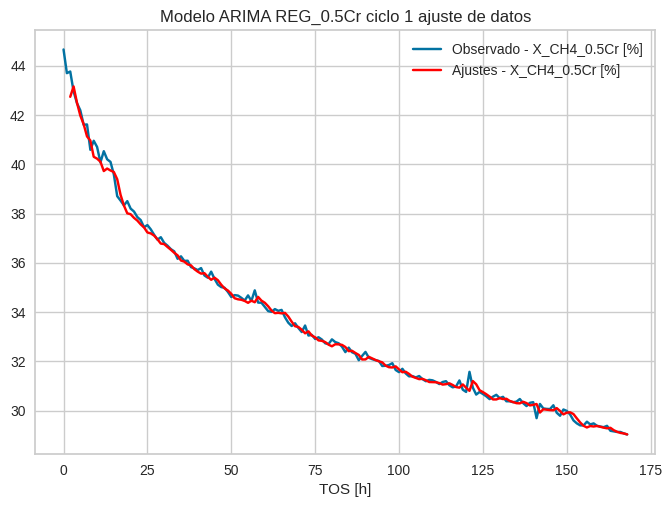 Modelo ARIMA REG_0.5Cr ciclo 1 ajuste de datos
Observado - X_CH4_0.5Cr [%]
Ajustes - X_CH4_0.5Cr [%]
44
42
40
38
36
34
32
30
0 25 50 75 100 125 150 175
TOS [h]